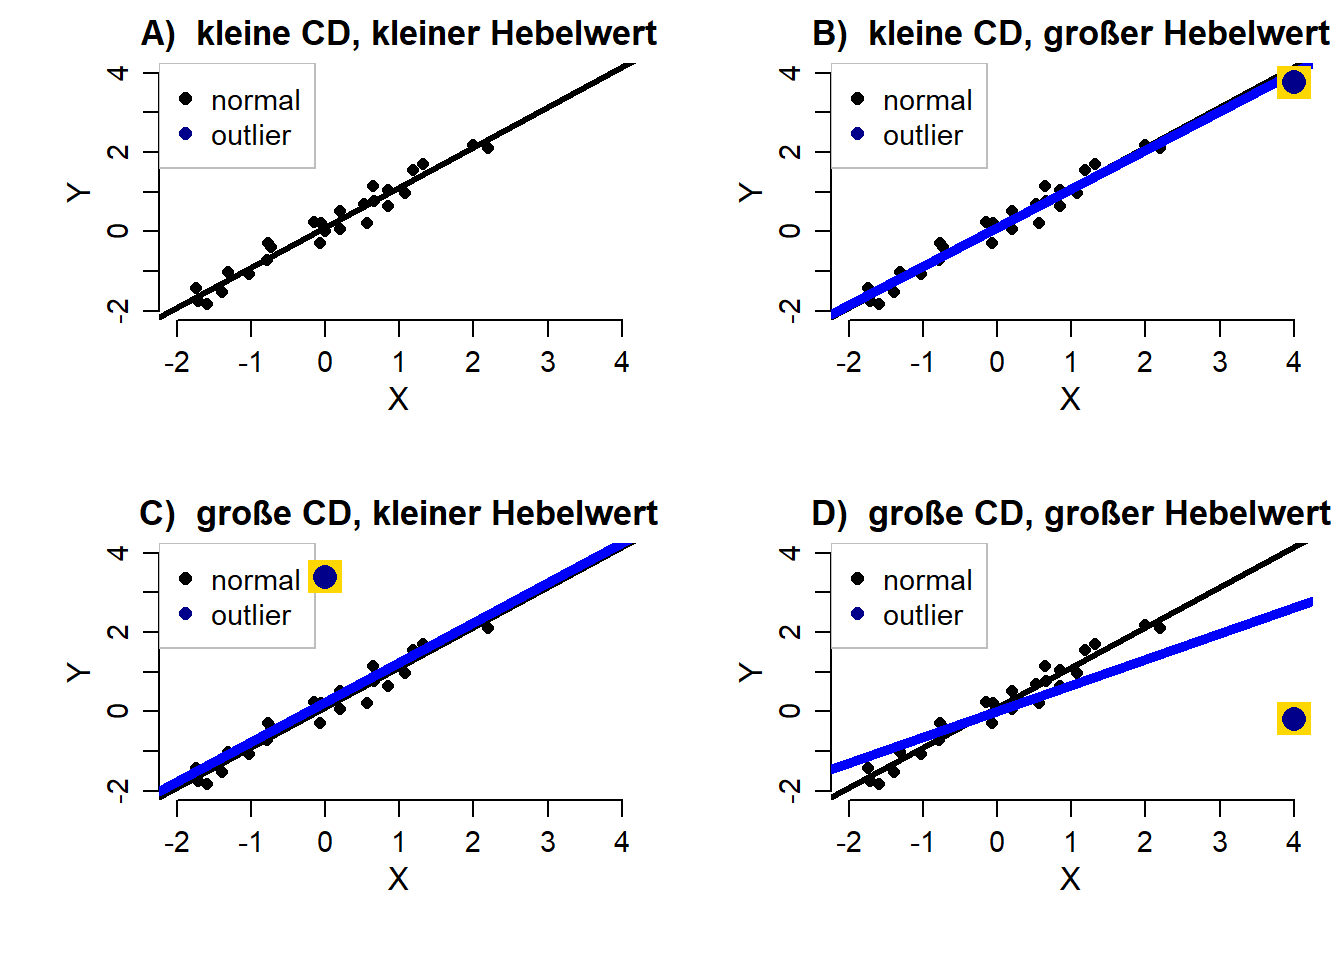 A)  kleine CD, kleiner Hebelwert
normal
outlier
Y
4
2
0
-2
-2 -1 0 1 2 3 4
X
B)  kleine CD, großer Hebelwert
normal
outlier
Y
4
2
0
-2
-2 -1 0 1 2 3 4
X
C)  große CD, kleiner Hebelwert
normal
outlier
Y
4
2
0
-2
-2 -1 0 1 2 3 4
X
D)  große CD, großer Hebelwert
normal
outlier
Y
4
2
0
-2
-2 -1 0 1 2 3 4
X